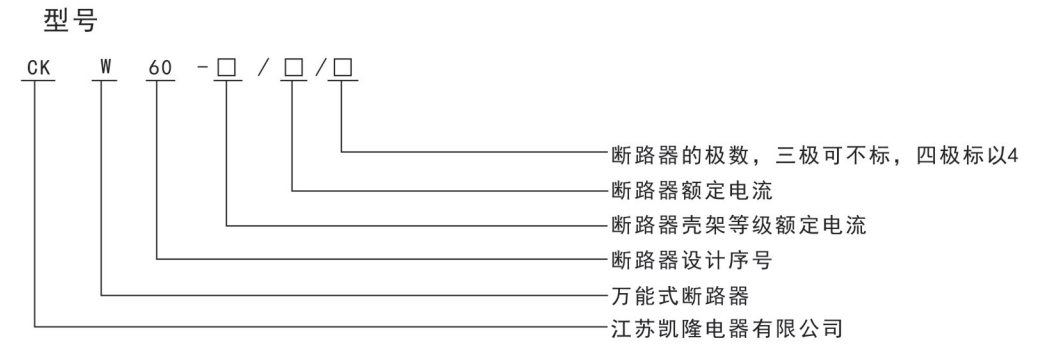 型号
CK W 60 -□ / □ / □
断路器的极数，三极可不标，四极标以4
断路器额定电流
断路器壳架等级额定电流
断路器设计序号
万能式断路器
江苏凯隆电器有限公司